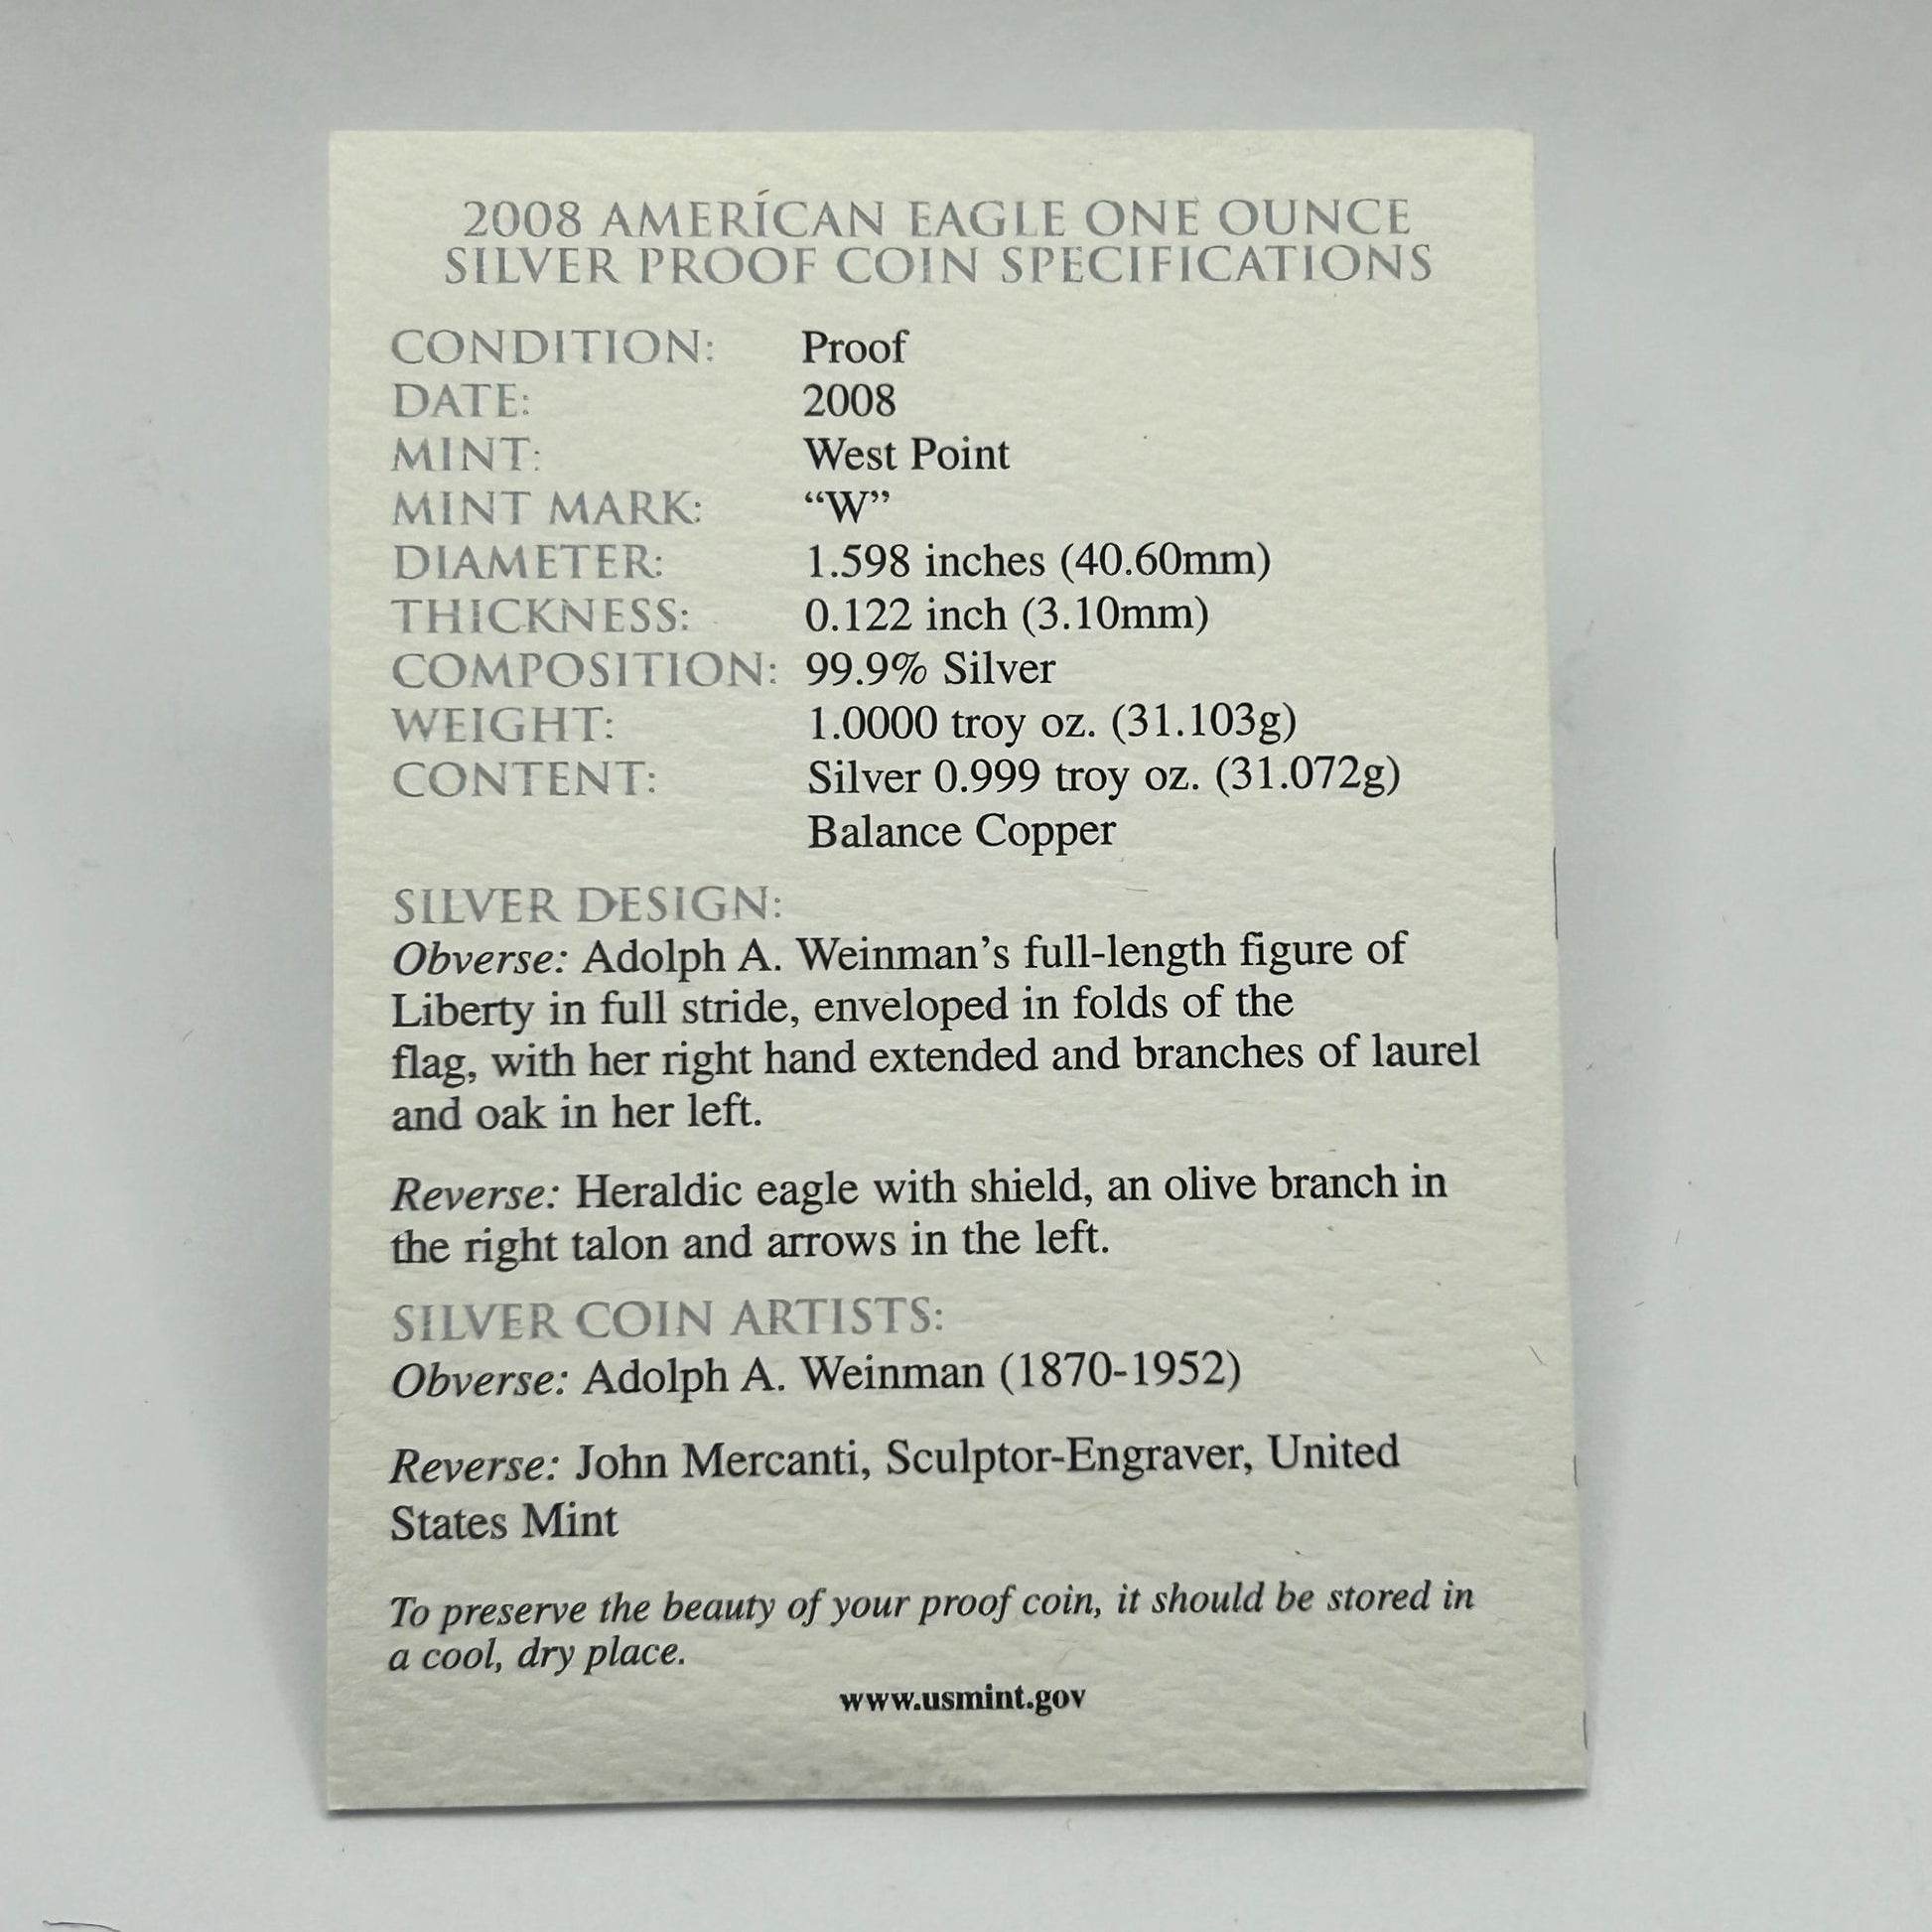 2008 AMERICAN EAGLE ONE OUNCE
SILVER PROOF COIN SPECIFICATIONS
CONDITION: Proof
DATE: 2008
MINT: West Point
MINT MARK: “W”
DIAMETER: 1.598 inches (40.60mm)
THICKNESS: 0.122 inch (3.10mm)
COMPOSITION: 99.9% Silver
WEIGHT: 1.0000 troy oz. (31.103g)
CONTENT: Silver 0.999 troy oz. (31.072g)
Balance Copper
SILVER DESIGN:
Obverse: Adolph A. Weinman’s full-length figure of
Liberty in full stride, enveloped in folds of the
flag, with her right hand extended and branches of laurel
and oak in her left.
Reverse: Heraldic eagle with shield, an olive branch in
the right talon and arrows in the left.
SILVER COIN ARTISTS:
Obverse: Adolph A. Weinman (1870-1952)
Reverse: John Mercanti, Sculptor-Engraver, United
States Mint
To preserve the beauty of your proof coin, it should be stored in
a cool, dry place.
www.usmint.gov